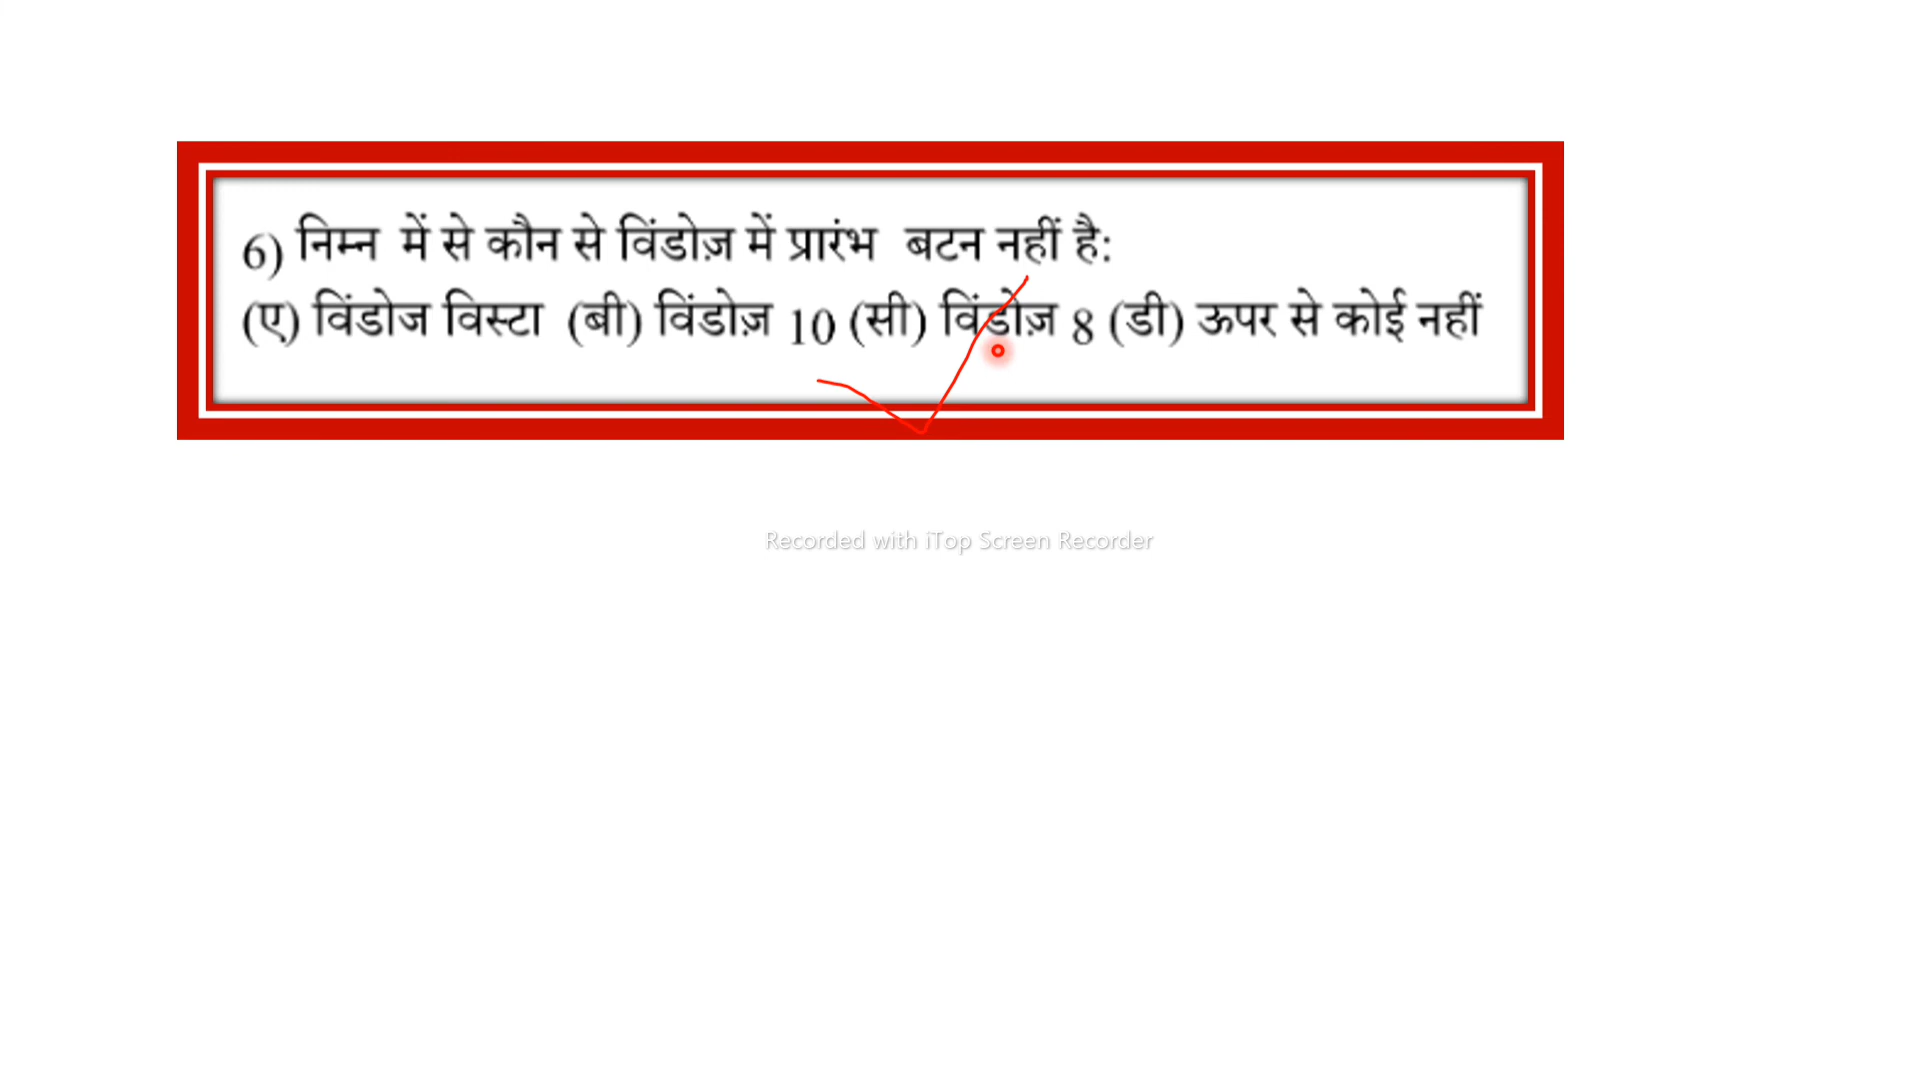 6) निम्न में से कौन से विंडोज़ में प्रारंभ बटन नहीं है:
(ए) विंडोज विस्टा (बी) विंडोज़ 10 (सी) विंडोज़ 8 (डी) ऊपर से कोई नहीं
Recorded with iTop Screen Recorder